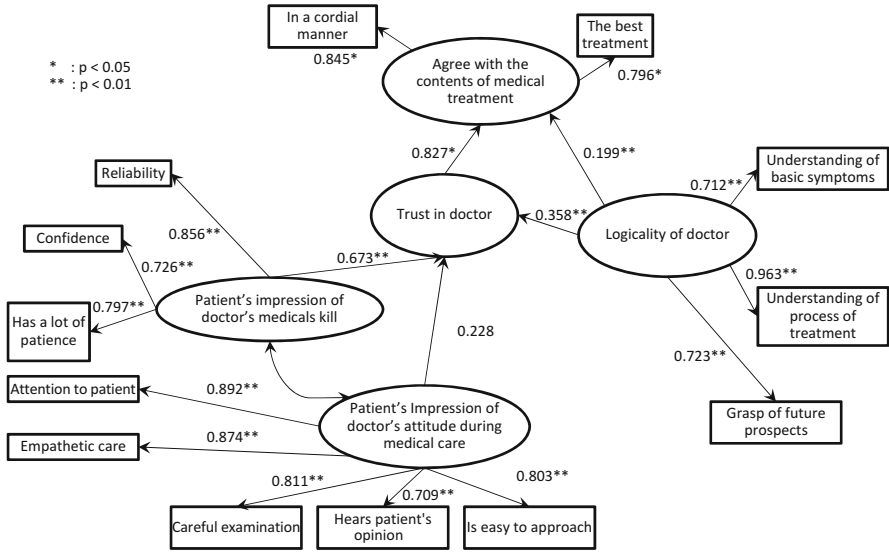 In a cordial
manner
The best
treatment
0.845*
0.796*
* : p < 0.05
** : p < 0.01
Agree with the
contents of medical
treatment
0.827*
0.199**
Reliability
Understanding of
basic symptoms
0.712**
Trust in doctor
0.358**
Logicality of doctor
Confidence
0.856**
0.726**
0.673**
0.963**
Has a lot of
patience
0.797**
Patient's impression of
doctor's medicals kill
Understanding of
process of
treatment
0.228
0.723**
Attention to patient
0.892**
Patient's Impression of
doctor's attitude during
medical care
Grasp of future
prospects
Empathetic care
0.874**
0.811**
0.709**
0.803**
Careful examination
Hears patient's
opinion
Is easy to approach